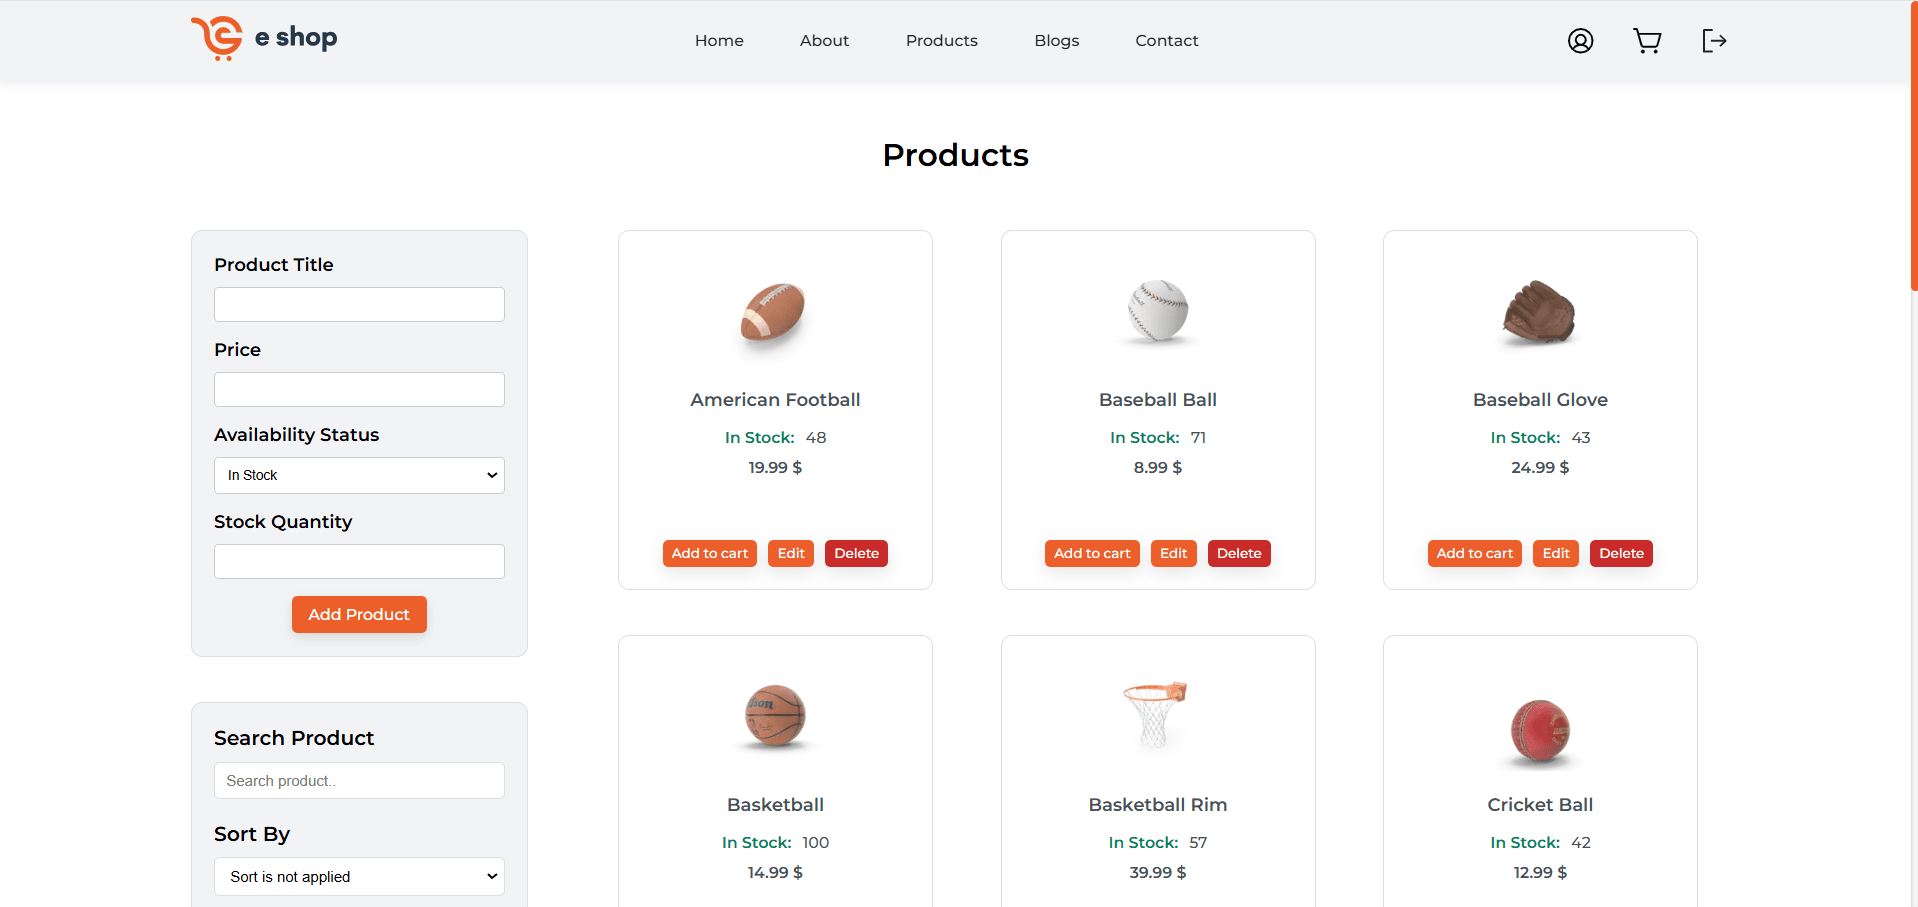 e shop
Home About Products Blogs Contact
Products
Product Title
Price
Availability Status
In Stock
Stock Quantity
Add Product
Search Product
Search product..
Sort By
Sort is not applied
American Football
In Stock: 48
19.99 $
Add to cart Edit Delete
Baseball Ball
In Stock: 71
8.99 $
Add to cart Edit Delete
Baseball Glove
In Stock: 43
24.99 $
Add to cart Edit Delete
Basketball
In Stock: 100
14.99 $
Basketball Rim
In Stock: 57
39.99 $
Cricket Ball
In Stock: 42
12.99 $